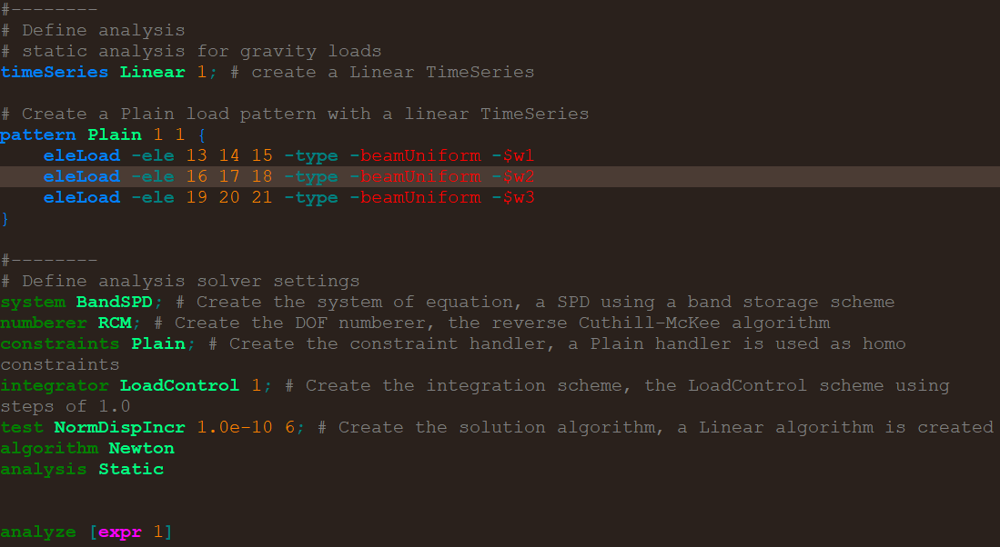 #--------
# Define analysis
# static analysis for gravity loads
timeSeries Linear 1; # create a Linear TimeSeries
# Create a Plain load pattern with a linear TimeSeries
pattern Plain 1 1 {
eleLoad -ele 13 14 15 -type -beamUniform -$w1
eleLoad -ele 16 17 18 -type -beamUniform -$w2
eleLoad -ele 19 20 21 -type -beamUniform -$w3
}
#--------
# Define analysis solver settings
system BandSPD; # Create the system of equation, a SPD using a band storage scheme
numberer RCM; # Create the DOF numberer, the reverse Cuthill-McKee algorithm
constraints Plain; # Create the constraint handler, a Plain handler is used as homo
constraints
integrator LoadControl 1; # Create the integration scheme, the LoadControl scheme using
steps of 1.0
test NormDispIncr 1.0e-10 6; # Create the solution algorithm, a Linear algorithm is created
algorithm Newton
analysis Static
analyze [expr 1]